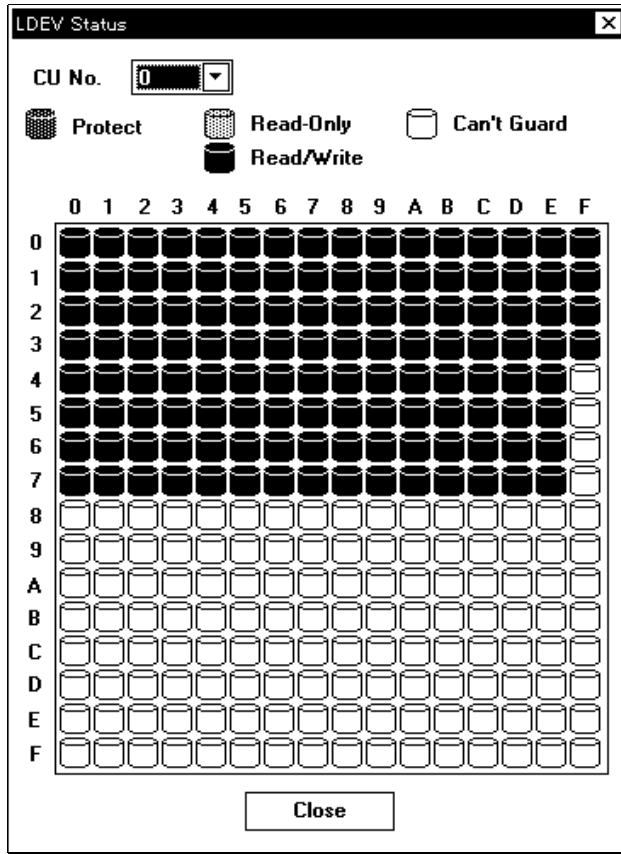 LDEV Status
CU No. 0
Protect Read-Only Can't Guard
Read/Write
0 1 2 3 4 5 6 7 8 9 A B C D E F
0
1
2
3
4
5
6
7
8
9
A
B
C
D
E
F
Close